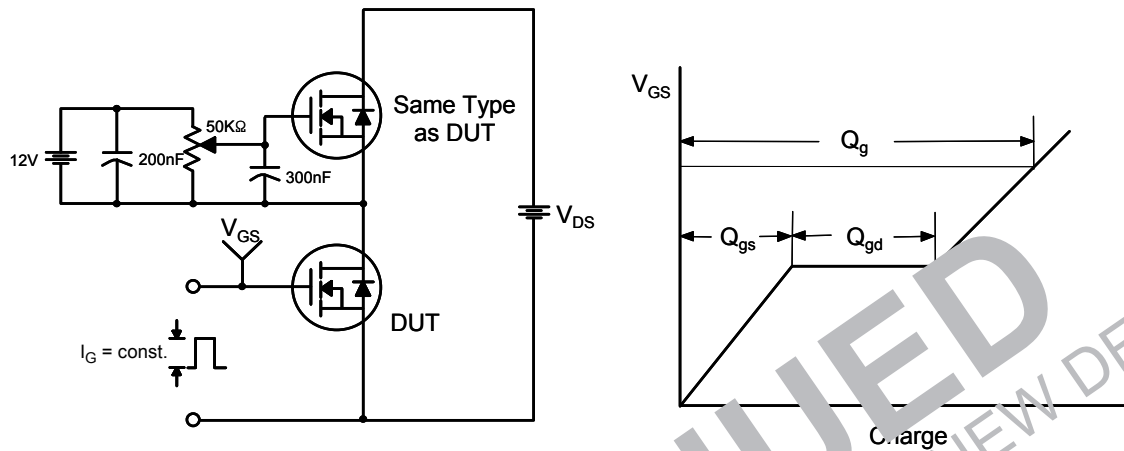 Same Type
as DUT
50KΩ
12V
200nF
300nF
V_GS
V_DS
DUT
I_G = const.
V_GS
Q_g
Q_gs
Q_gd
Charge